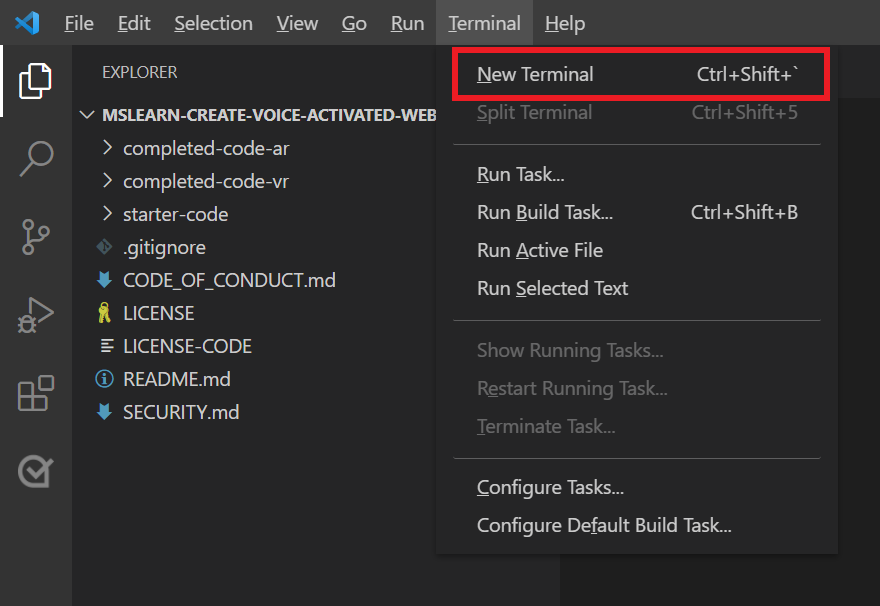 File Edit Selection View Go Run Terminal Help
EXPLORER
MSLEARN-CREATE-VOICE-ACTIVATED-WEB
completed-code-ar
completed-code-vr
starter-code
.gitignore
CODE_OF_CONDUCT.md
LICENSE
LICENSE-CODE
README.md
SECURITY.md
New Terminal Ctrl+Shift+`
Split Terminal Ctrl+Shift+5
Run Task...
Run Build Task... Ctrl+Shift+B
Run Active File
Run Selected Text
Show Running Tasks...
Restart Running Task...
Terminate Task...
Configure Tasks...
Configure Default Build Task...